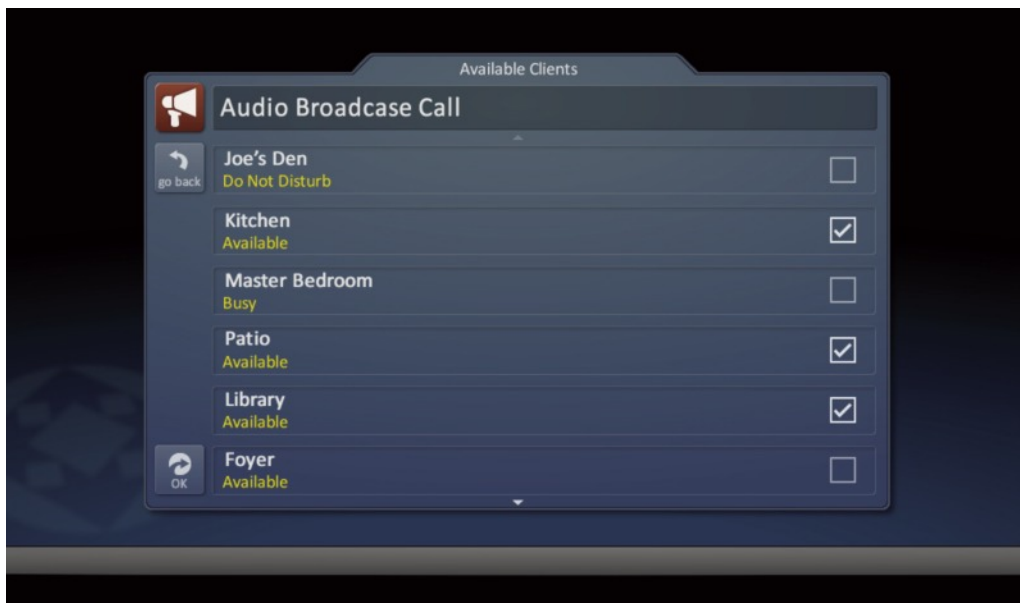 Available Clients
Audio Broadcase Call
go back
Joe's Den
Do Not Disturb
Kitchen
Available
Master Bedroom
Busy
Patio
Available
Library
Available
OK
Foyer
Available